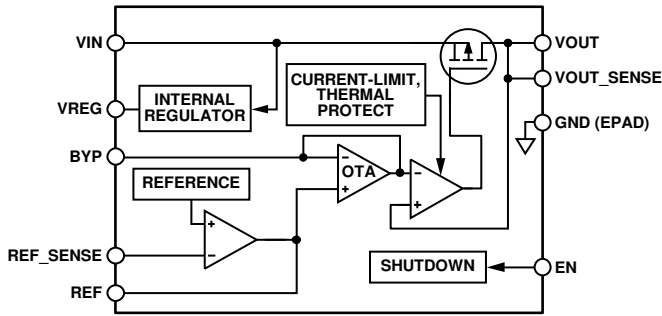 VIN
VOUT
CURRENT-LIMIT,
THERMAL
PROTECT
VOUT_SENSE
INTERNAL
REGULATOR
VREG
GND (EPAD)
BYP
–
OTA
+
–
+
REFERENCE
+
–
REF_SENSE
SHUTDOWN
EN
REF